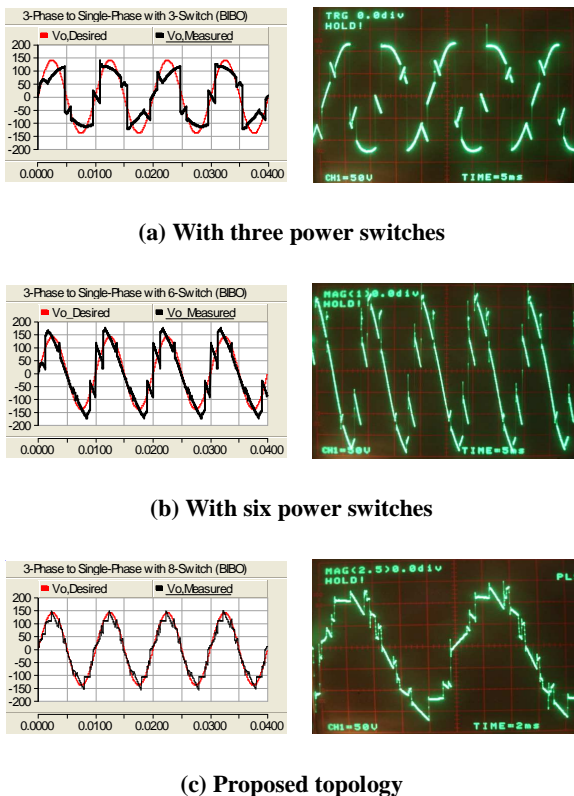 3-Phase to Single-Phase with 3-Switch (BIBO)
Vo,Desired Vo,Measured
200
150
100
50
0
-50
-100
-150
-200
0.0000 0.0100 0.0200 0.0300 0.0400
TRG 0.0div
HOLD!
CH1=50V TIME=5ms
(a) With three power switches
3-Phase to Single-Phase with 6-Switch (BIBO)
Vo_Desired Vo_Measured
200
150
100
50
0
-50
-100
-150
-200
0.0000 0.0100 0.0200 0.0300 0.0400
MAG(1)0.0div
HOLD!
CH1=50V TIME=5ms
(b) With six power switches
3-Phase to Single-Phase with 8-Switch (BIBO)
Vo,Desired Vo,Measured
200
150
100
50
0
-50
-100
-150
-200
0.0000 0.0100 0.0200 0.0300 0.0400
MAG(2.5)0.0div
PL
HOLD!
CH1=50V TIME=2ms
(c) Proposed topology